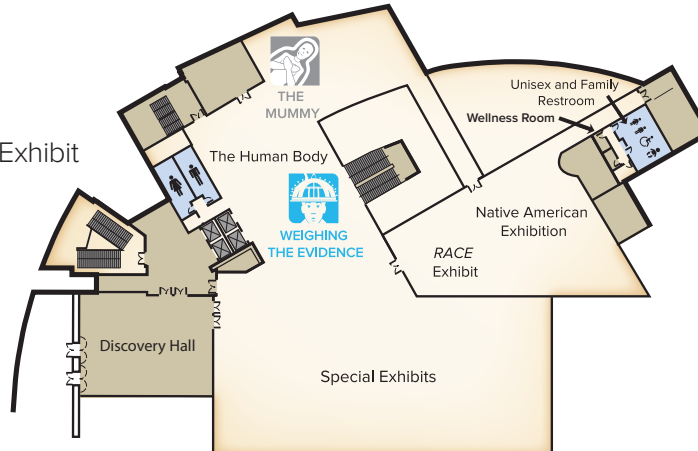 THE
MUMMY
Unisex and Family
Restroom
Wellness Room
Exhibit
The Human Body
WEIGHING
THE EVIDENCE
Native American
Exhibition
RACE
Exhibit
Discovery Hall
Special Exhibits